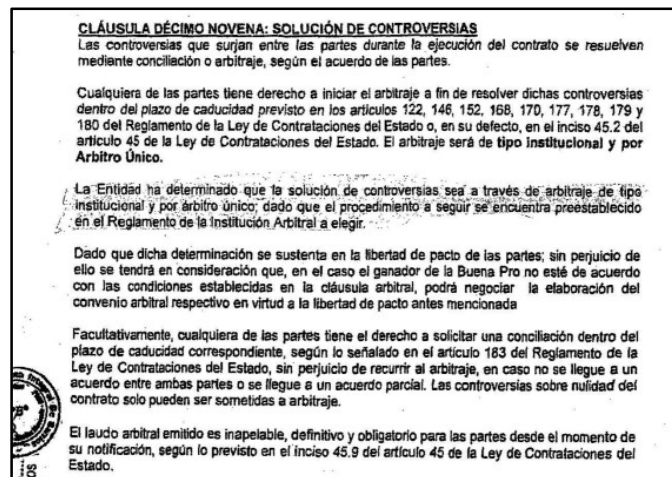 CLÁUSULA DÉCIMO NOVENA: SOLUCIÓN DE CONTROVERSIAS
Las controversias que surjan entre las partes durante la ejecución del contrato se resuelven
mediante conciliación o arbitraje, según el acuerdo de las partes.
Cualquiera de las partes tiene derecho a iniciar el arbitraje a fin de resolver dichas controversias
dentro del plazo de caducidad previsto en los artículos 122, 146, 152, 168, 170, 177, 178, 179 y
180 del Reglamento de la Ley de Contrataciones del Estado o, en su defecto, en el inciso 45.2 del
artículo 45 de la Ley de Contrataciones del Estado. El arbitraje será de tipo institucional y por
Arbitro Único.
La Entidad ha determinado que la solución de controversias sea a través de arbitraje de tipo
institucional y por árbitro único; dado que el procedimiento a seguir se encuentra preestablecido
en el Reglamento de la Institución Arbitral a elegir.
Dado que dicha determinación se sustenta en la libertad de pacto de las partes; sin perjuicio de
ello se tendrá en consideración que, en el caso el ganador de la Buena Pro no esté de acuerdo
con las condiciones establecidas en la cláusula arbitral, podrá negociar la elaboración del
convenio arbitral respectivo en virtud a la libertad de pacto antes mencionada
Facultativamente, cualquiera de las partes tiene el derecho a solicitar una conciliación dentro del
plazo de caducidad correspondiente, según lo señalado en el artículo 183 del Reglamento de la
Ley de Contrataciones del Estado, sin perjuicio de recurrir al arbitraje, en caso no se llegue a un
acuerdo entre ambas partes o se llegue a un acuerdo parcial. Las controversias sobre nulidad del
contrato solo pueden ser sometidas a arbitraje.
El laudo arbitral emitido es inapelable, definitivo y obligatorio para las partes desde el momento de
su notificación, según lo previsto en el inciso 45.9 del artículo 45 de la Ley de Contrataciones del
Estado.